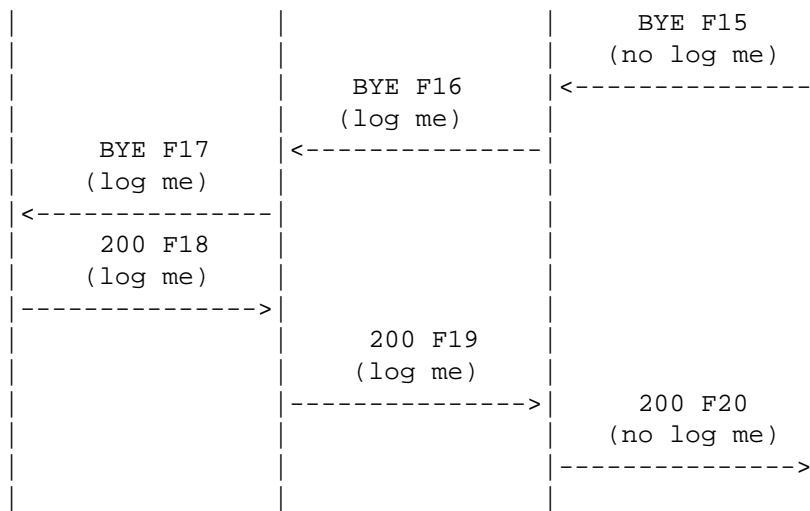 BYE F15
(no log me)
BYE F16
(log me)
BYE F17
(log me)
200 F18
(log me)
200 F19
(log me)
200 F20
(no log me)